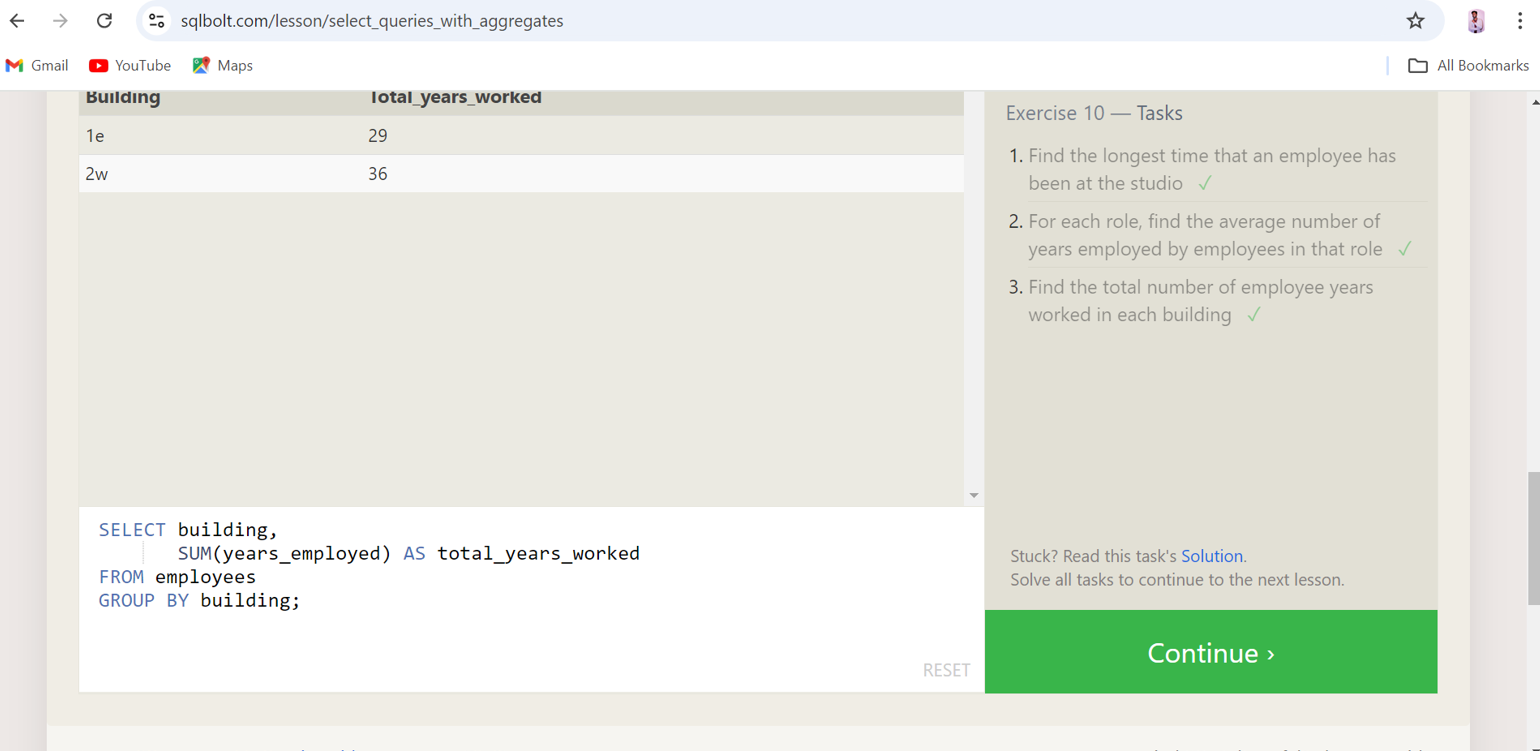 sqlbolt.com/lesson/select_queries_with_aggregates
Gmail YouTube Maps All Bookmarks
Building Total_years_worked
1e 29
2w 36
SELECT building,
SUM(years_employed) AS total_years_worked
FROM employees
GROUP BY building;
RESET
Exercise 10 — Tasks
1. Find the longest time that an employee has
been at the studio ✓
2. For each role, find the average number of
years employed by employees in that role ✓
3. Find the total number of employee years
worked in each building ✓
Stuck? Read this task's Solution.
Solve all tasks to continue to the next lesson.
Continue ›